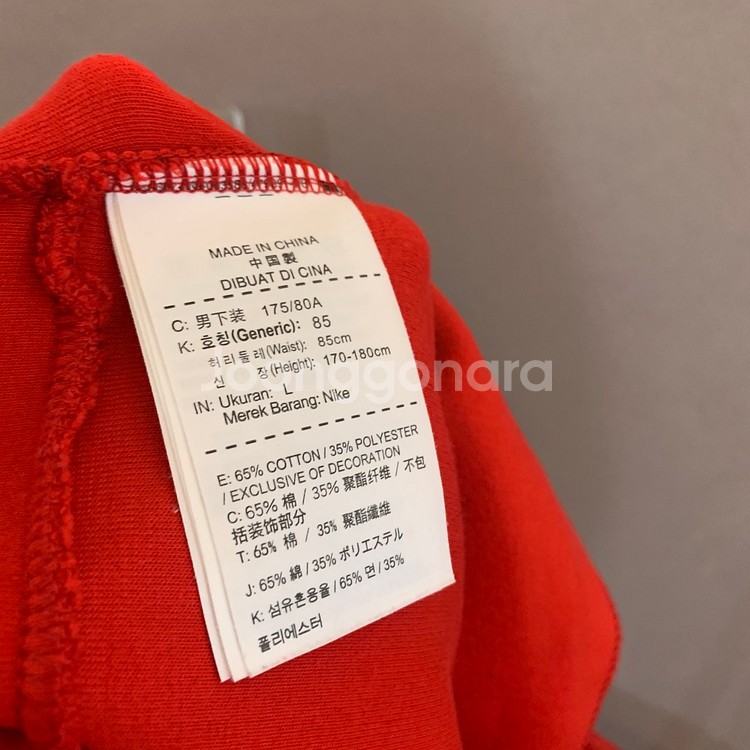 MADE IN CHINA
中国製
DIBUAT DI CINA
C: 男下装 175/80A
K: 호칭(Generic): 85
허리둘레(Waist): 85cm
신 장(Height): 170-180cm
IN: Ukuran: L
Merek Barang: Nike
E: 65% COTTON / 35% POLYESTER
/ EXCLUSIVE OF DECORATION
C: 65% 棉 / 35% 聚酯纤维 / 不包
括装饰部分
T: 65% 棉 / 35% 聚酯纖維
J: 65% 綿 / 35% ポリエステル
K: 섬유혼용율 / 65% 면 / 35%
폴리에스터
joonggonara